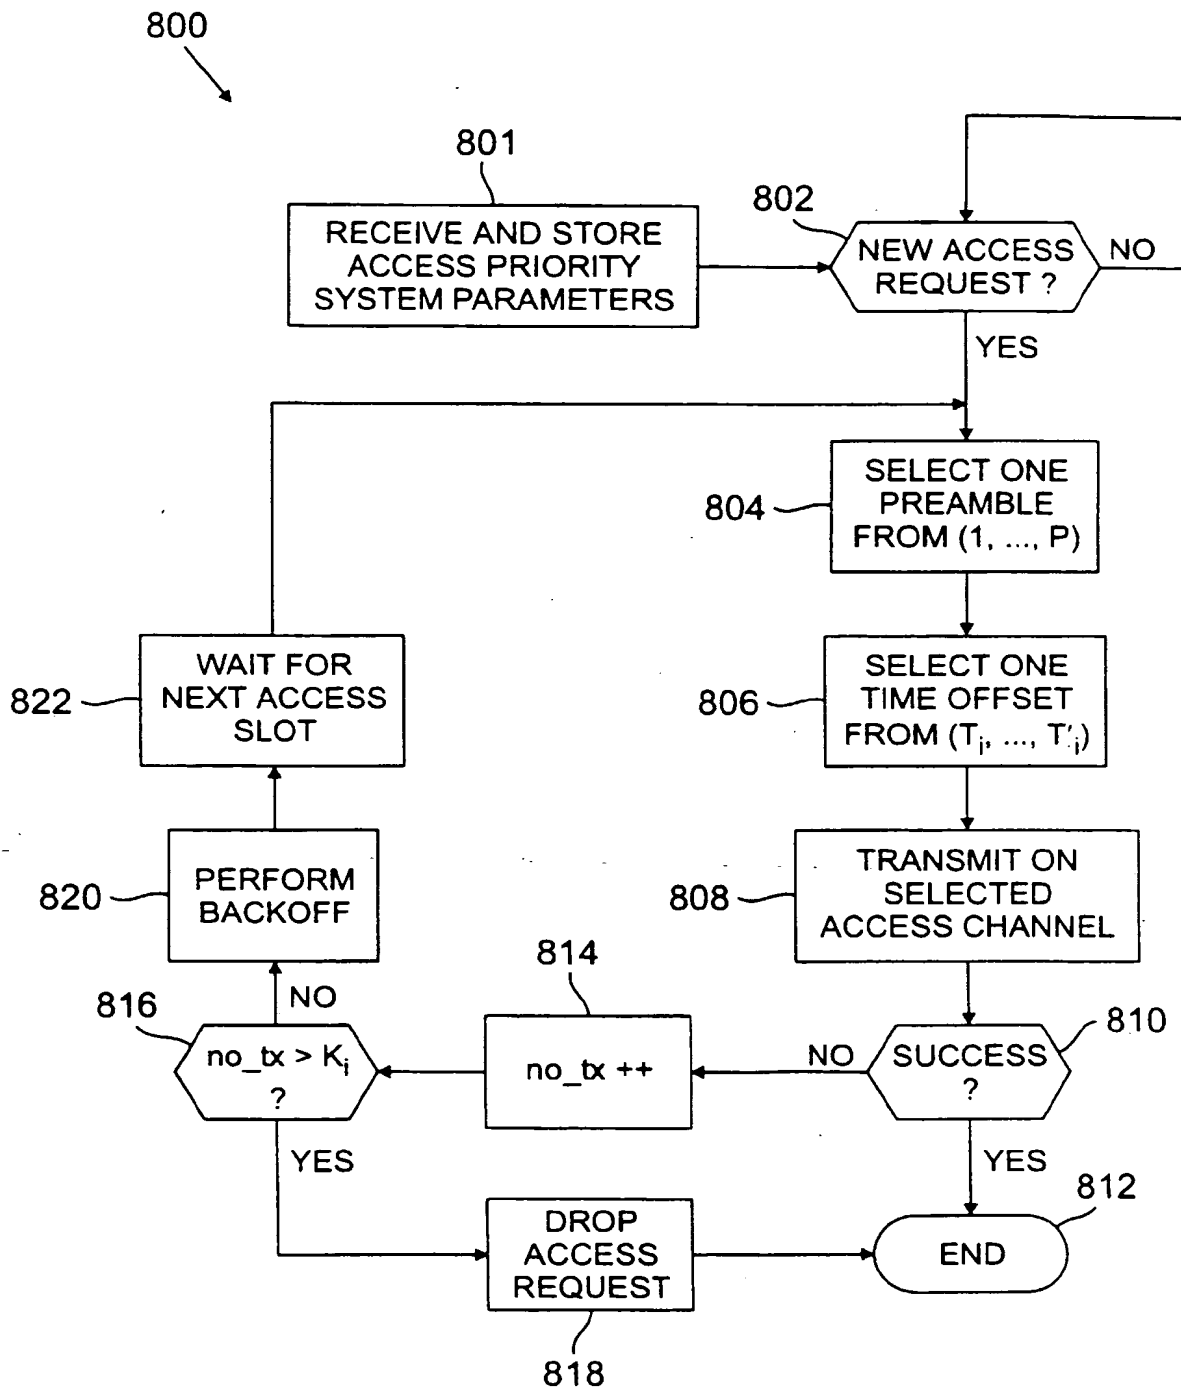 800
801
RECEIVE AND STORE
ACCESS PRIORITY
SYSTEM PARAMETERS
802
NEW ACCESS
REQUEST ?
NO
YES
804
SELECT ONE
PREAMBLE
FROM (1, ..., P)
806
SELECT ONE
TIME OFFSET
FROM (Tᵢ, ..., T'ᵢ)
822
WAIT FOR
NEXT ACCESS
SLOT
820
PERFORM
BACKOFF
808
TRANSMIT ON
SELECTED
ACCESS CHANNEL
816
NO
no_tx > Kᵢ
?
YES
814
no_tx ++
NO
810
SUCCESS
?
YES
812
END
DROP
ACCESS
REQUEST
818